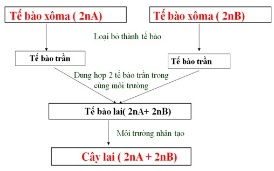 Tế bào xôma ( 2nA)
Tế bào xôma ( 2nB)
Loại bỏ thành tế bào
Tế bào trần
Tế bào trần
Dung hợp 2 tế bào trần trong
cùng môi trường
Tế bào lai( 2nA+ 2nB)
Môi trường nhân tạo
Cây lai ( 2nA + 2nB)